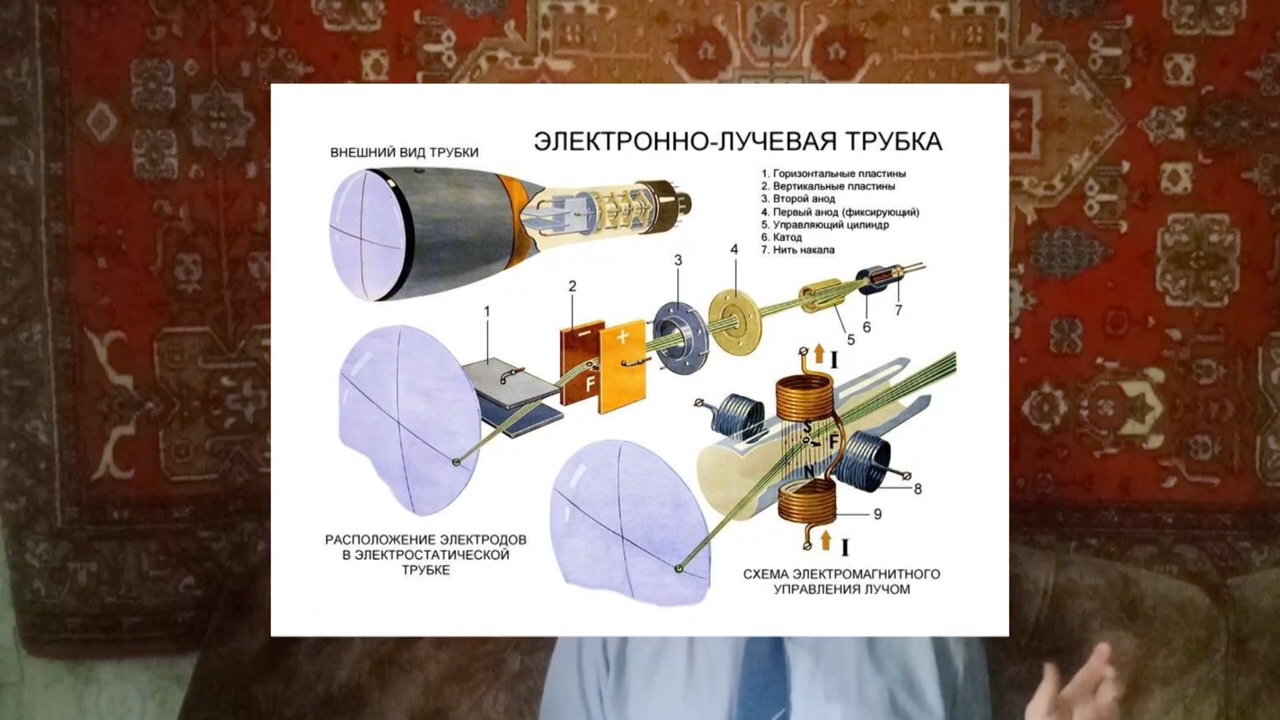 ЭЛЕКТРОННО-ЛУЧЕВАЯ ТРУБКА
ВНЕШНИЙ ВИД ТРУБКИ
1. Горизонтальные пластины
2. Вертикальные пластины
3. Второй анод
4. Первый анод (фиксирующий)
5. Управляющий цилиндр
6. Катод
7. Нить накала
1
2
3
4
5
6
7
− +
F
I
S
F
N
8
9
I
РАСПОЛОЖЕНИЕ ЭЛЕКТРОДОВ
В ЭЛЕКТРОСТАТИЧЕСКОЙ
ТРУБКЕ
СХЕМА ЭЛЕКТРОМАГНИТНОГО
УПРАВЛЕНИЯ ЛУЧОМ